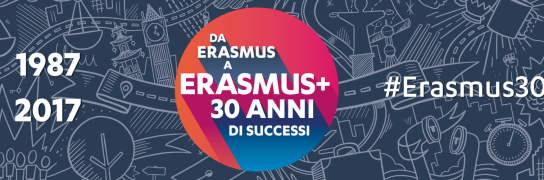 1987
2017
DA
ERASMUS
A
ERASMUS+
30 ANNI
DI SUCCESSI
#Erasmus30